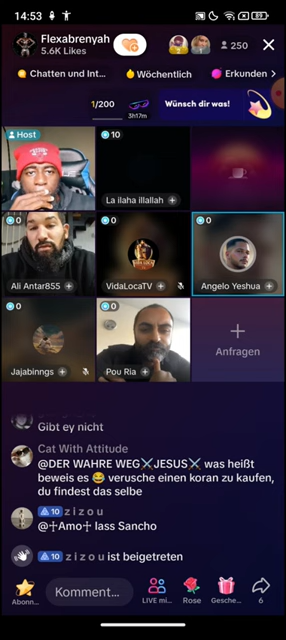 14:53
89
Flexabrenyah
5.6K Likes
250
Chatten und Int...
Wöchentlich
Erkunden
1/200
3h17m
Wünsch dir was!
Host
10
La ilaha illallah
0
Ali Antar855
0
VidaLocaTV
0
Angelo Yeshua
0
Jajabinngs
0
Pou Ria
Anfragen
Gibt ey nicht
Cat With Attitude
@DER WAHRE WEG⚔JESUS⚔ was heißt
beweis es 😂 verusche einen koran zu kaufen,
du findest das selbe
10 z i z o u
@✝Amo✝ lass Sancho
10 z i z o u ist beigetreten
Abonn...
Komment...
LIVE mi...
Rose
Gesche...
6